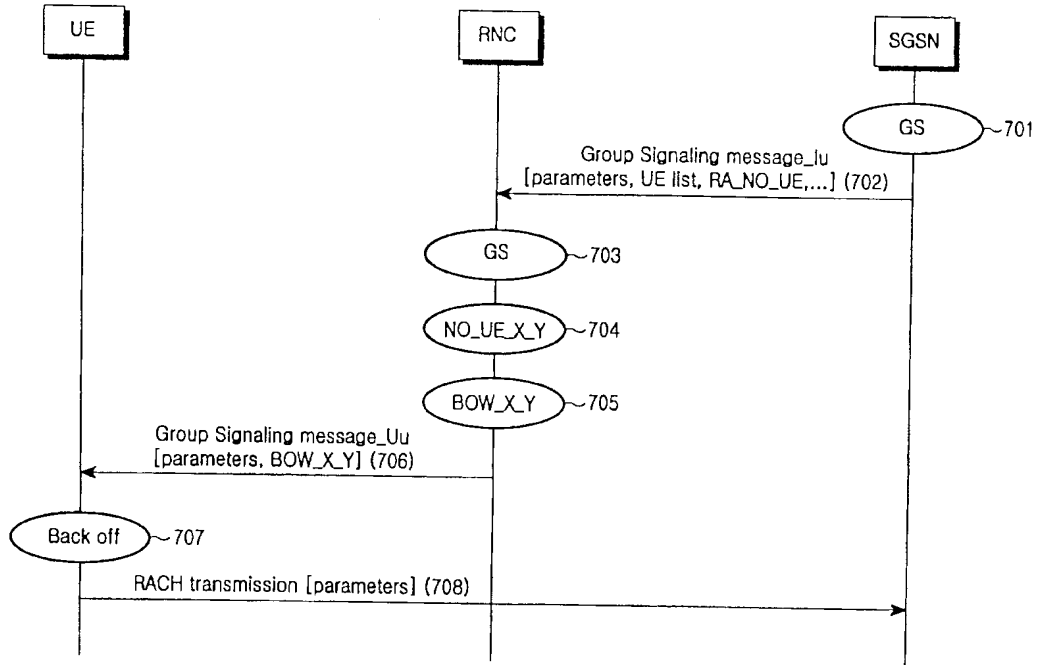 UE
RNC
SGSN
GS
701
Group Signaling message_Iu
[parameters, UE list, RA_NO_UE,...] (702)
GS
703
NO_UE_X_Y
704
BOW_X_Y
705
Group Signaling message_Uu
[parameters, BOW_X_Y] (706)
Back off
707
RACH transmission [parameters] (708)